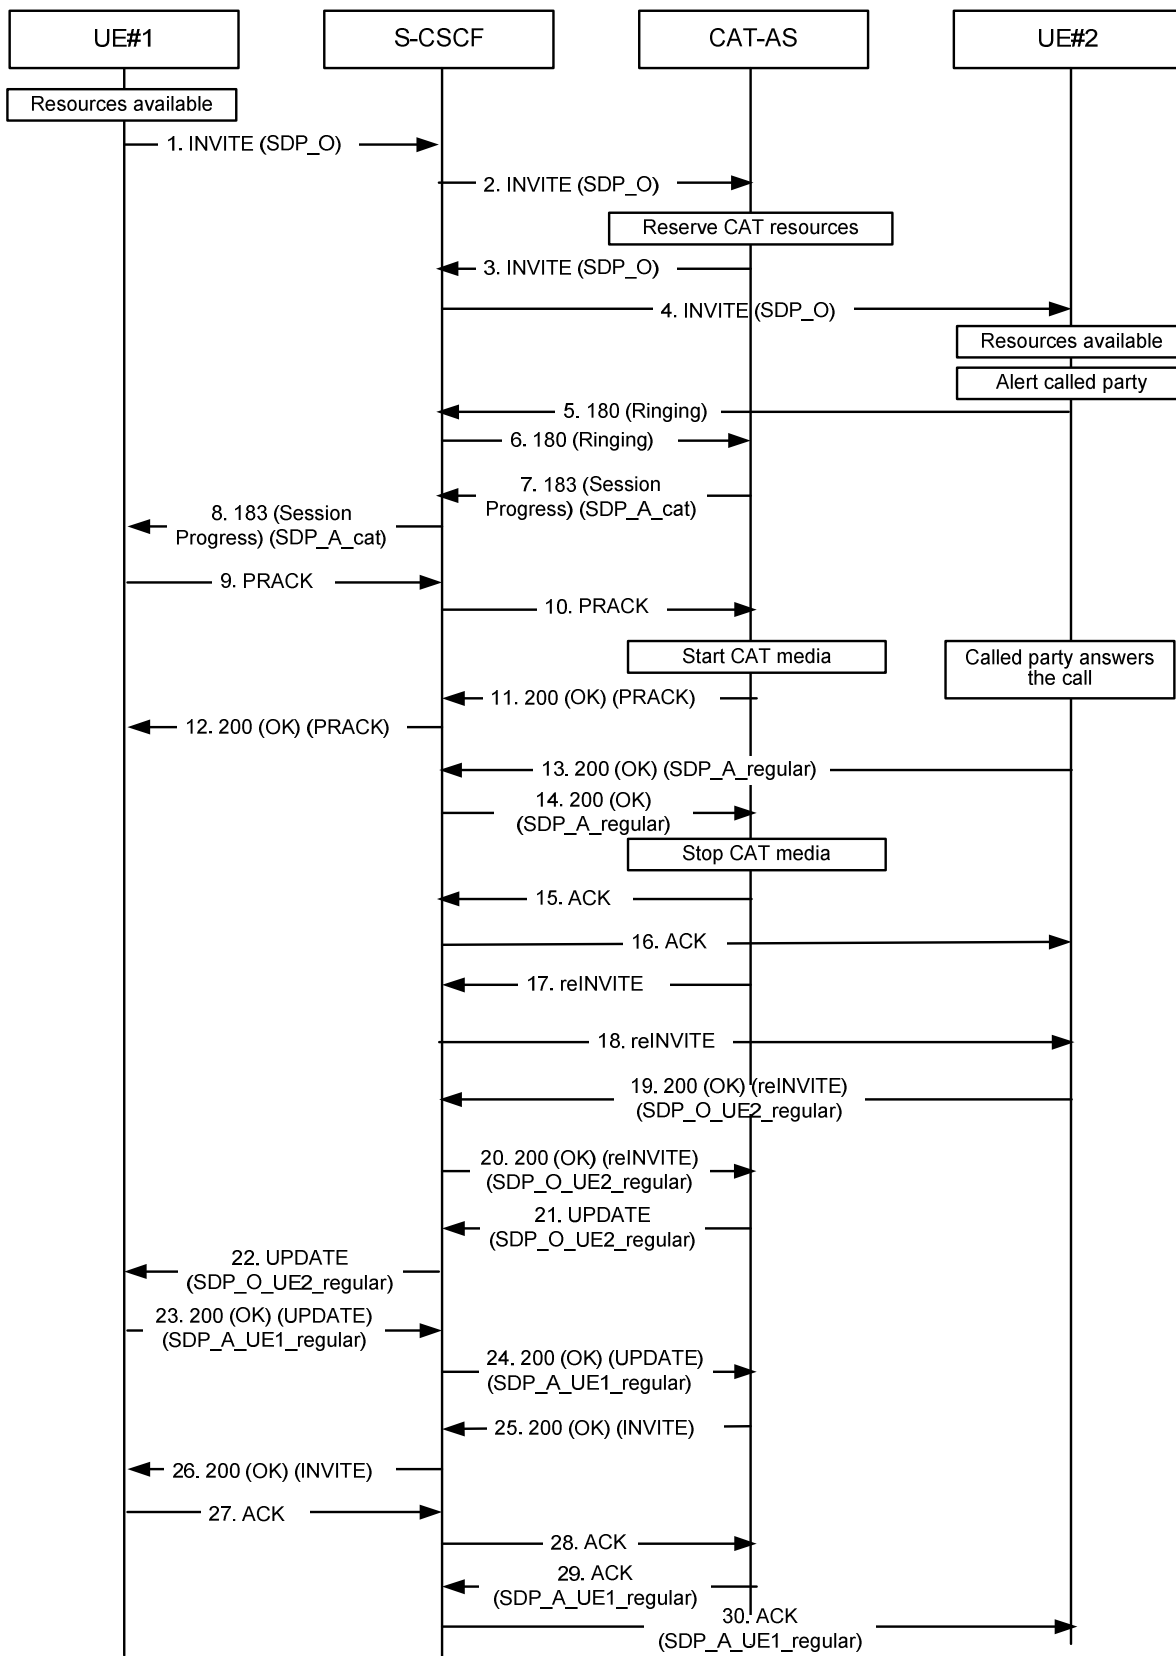 UE#1
S-CSCF
CAT-AS
UE#2
Resources available
1. INVITE (SDP_O)
2. INVITE (SDP_O)
Reserve CAT resources
3. INVITE (SDP_O)
4. INVITE (SDP_O)
Resources available
Alert called party
5. 180 (Ringing)
6. 180 (Ringing)
7. 183 (Session
Progress) (SDP_A_cat)
8. 183 (Session
Progress) (SDP_A_cat)
9. PRACK
10. PRACK
Start CAT media
Called party answers
the call
11. 200 (OK) (PRACK)
12. 200 (OK) (PRACK)
13. 200 (OK) (SDP_A_regular)
14. 200 (OK)
(SDP_A_regular)
Stop CAT media
15. ACK
16. ACK
17. reINVITE
18. reINVITE
19. 200 (OK) (reINVITE)
(SDP_O_UE2_regular)
20. 200 (OK) (reINVITE)
(SDP_O_UE2_regular)
21. UPDATE
(SDP_O_UE2_regular)
22. UPDATE
(SDP_O_UE2_regular)
23. 200 (OK) (UPDATE)
(SDP_A_UE1_regular)
24. 200 (OK) (UPDATE)
(SDP_A_UE1_regular)
25. 200 (OK) (INVITE)
26. 200 (OK) (INVITE)
27. ACK
28. ACK
29. ACK
(SDP_A_UE1_regular)
30. ACK
(SDP_A_UE1_regular)